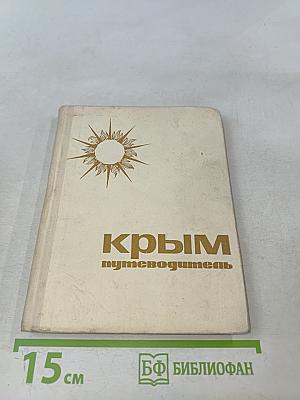 крым
путеводитель
15 см
БФ БИБЛИОФАН